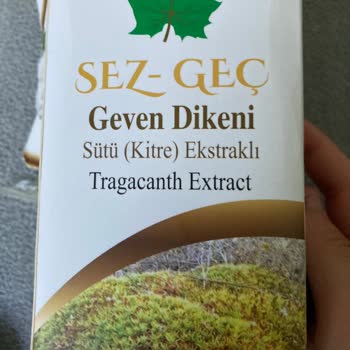 SEZ-GEÇ
Geven Dikeni
Sütü (Kitre) Ekstraklı
Tragacanth Extract